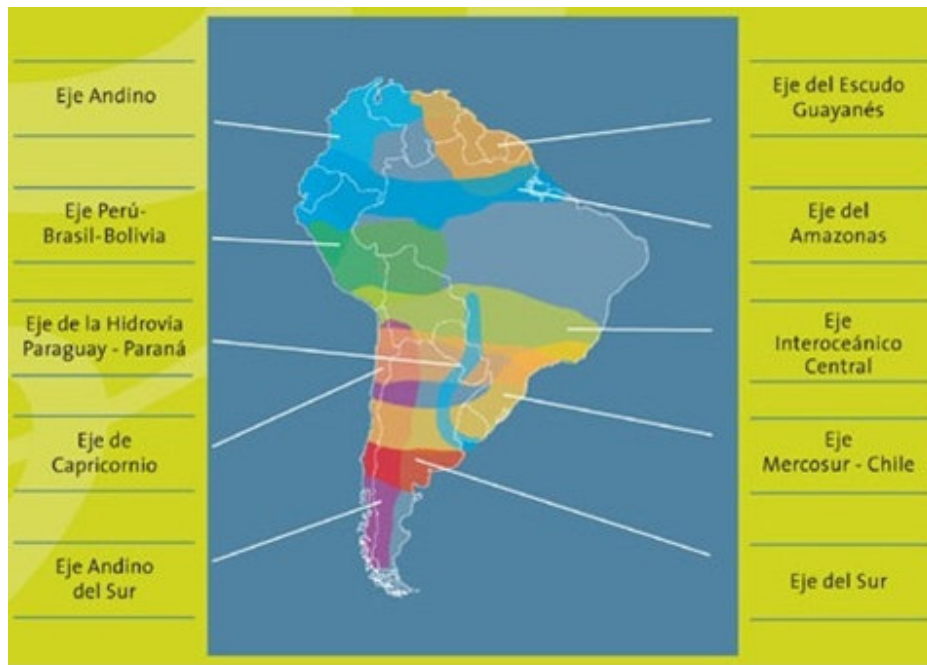 Eje Andino
Eje Perú-
Brasil-Bolivia
Eje de la Hidrovía
Paraguay - Paraná
Eje de
Capricornio
Eje Andino
del Sur
Eje del Escudo
Guayanés
Eje del
Amazonas
Eje
Interoceánico
Central
Eje
Mercosur - Chile
Eje del Sur